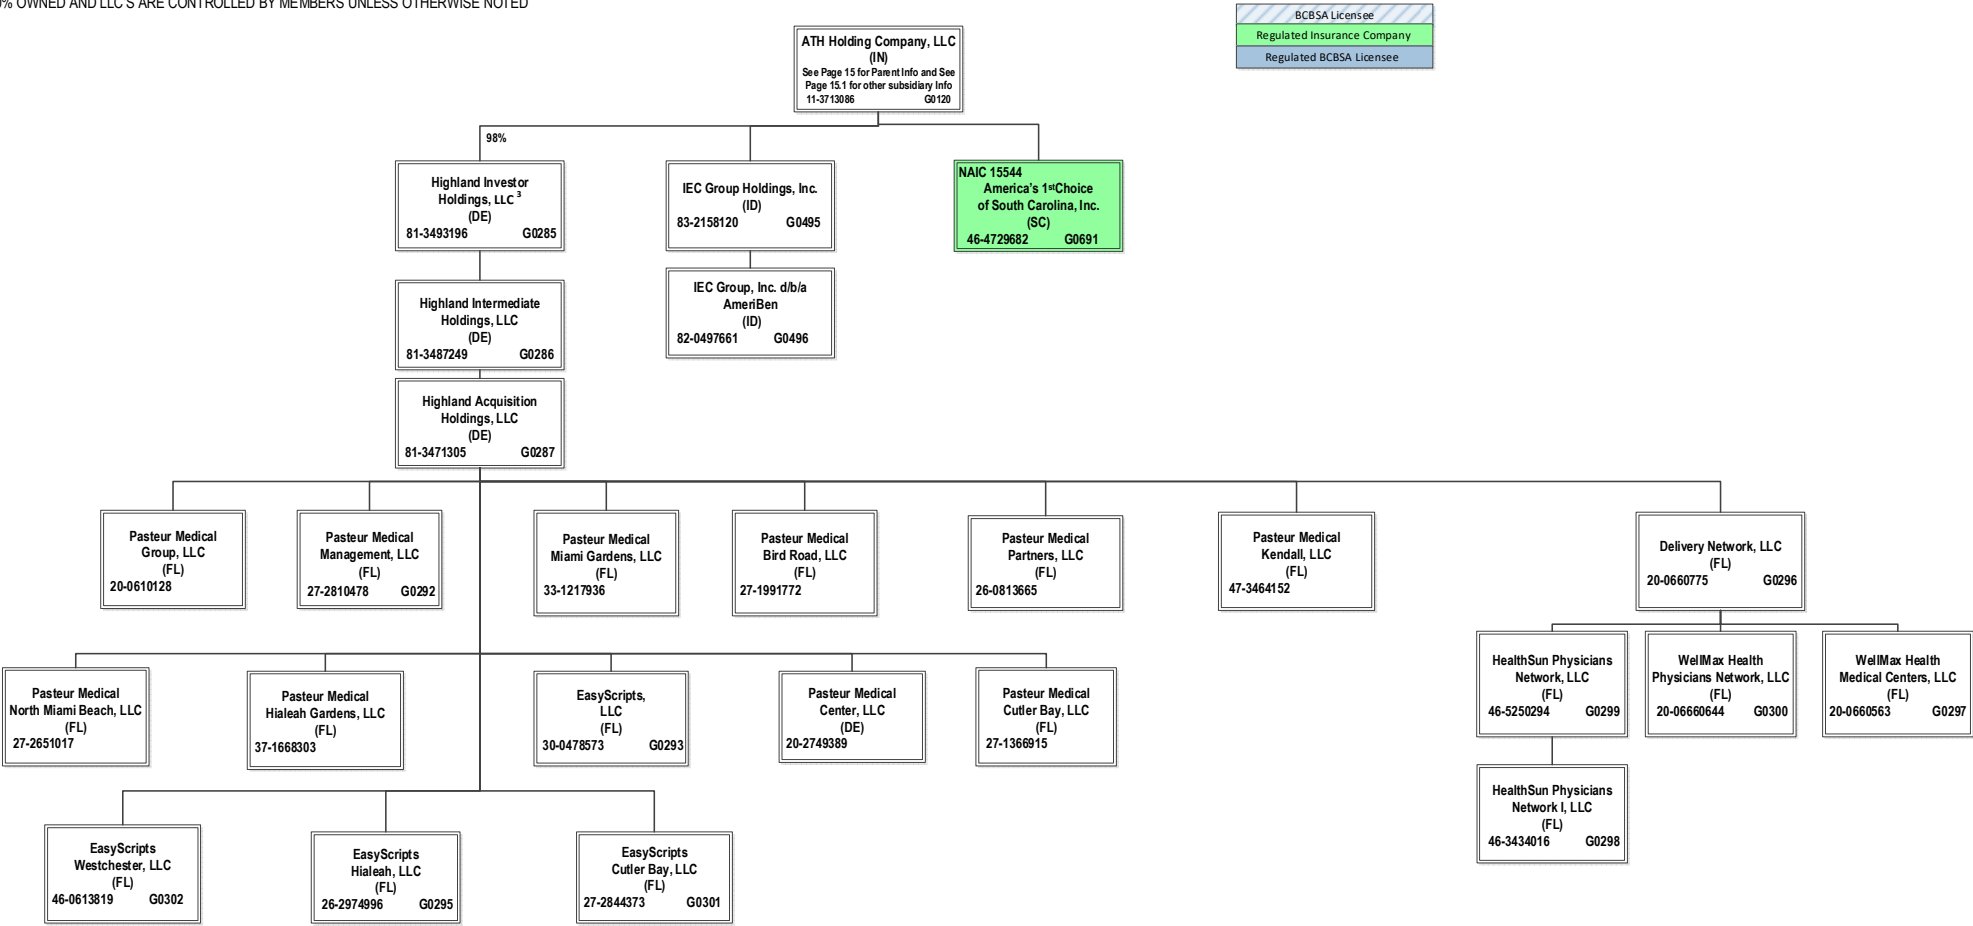 % OWNED AND LLC'S ARE CONTROLLED BY MEMBERS UNLESS OTHERWISE NOTED
BCBSA Licensee
Regulated Insurance Company
Regulated BCBSA Licensee
ATH Holding Company, LLC
(IN)
See Page 15 for Parent Info and See
Page 15.1 for other subsidiary Info
11-3713086 G0120
98%
Highland Investor
Holdings, LLC 3
(DE)
81-3493196 G0285
IEC Group Holdings, Inc.
(ID)
83-2158120 G0495
NAIC 15544
America's 1stChoice
of South Carolina, Inc.
(SC)
46-4729682 G0691
Highland Intermediate
Holdings, LLC
(DE)
81-3487249 G0286
IEC Group, Inc. d/b/a
AmeriBen
(ID)
82-0497661 G0496
Highland Acquisition
Holdings, LLC
(DE)
81-3471305 G0287
Pasteur Medical
Group, LLC
(FL)
20-0610128
Pasteur Medical
Management, LLC
(FL)
27-2810478 G0292
Pasteur Medical
Miami Gardens, LLC
(FL)
33-1217936
Pasteur Medical
Bird Road, LLC
(FL)
27-1991772
Pasteur Medical
Partners, LLC
(FL)
26-0813665
Pasteur Medical
Kendall, LLC
(FL)
47-3464152
Delivery Network, LLC
(FL)
20-0660775 G0296
Pasteur Medical
North Miami Beach, LLC
(FL)
27-2651017
Pasteur Medical
Hialeah Gardens, LLC
(FL)
37-1668303
EasyScripts,
LLC
(FL)
30-0478573 G0293
Pasteur Medical
Center, LLC
(DE)
20-2749389
Pasteur Medical
Cutler Bay, LLC
(FL)
27-1366915
HealthSun Physicians
Network, LLC
(FL)
46-5250294 G0299
WellMax Health
Physicians Network, LLC
(FL)
20-06660644 G0300
WellMax Health
Medical Centers, LLC
(FL)
20-0660563 G0297
HealthSun Physicians
Network I, LLC
(FL)
46-3434016 G0298
EasyScripts
Westchester, LLC
(FL)
46-0613819 G0302
EasyScripts
Hialeah, LLC
(FL)
26-2974996 G0295
EasyScripts
Cutler Bay, LLC
(FL)
27-2844373 G0301